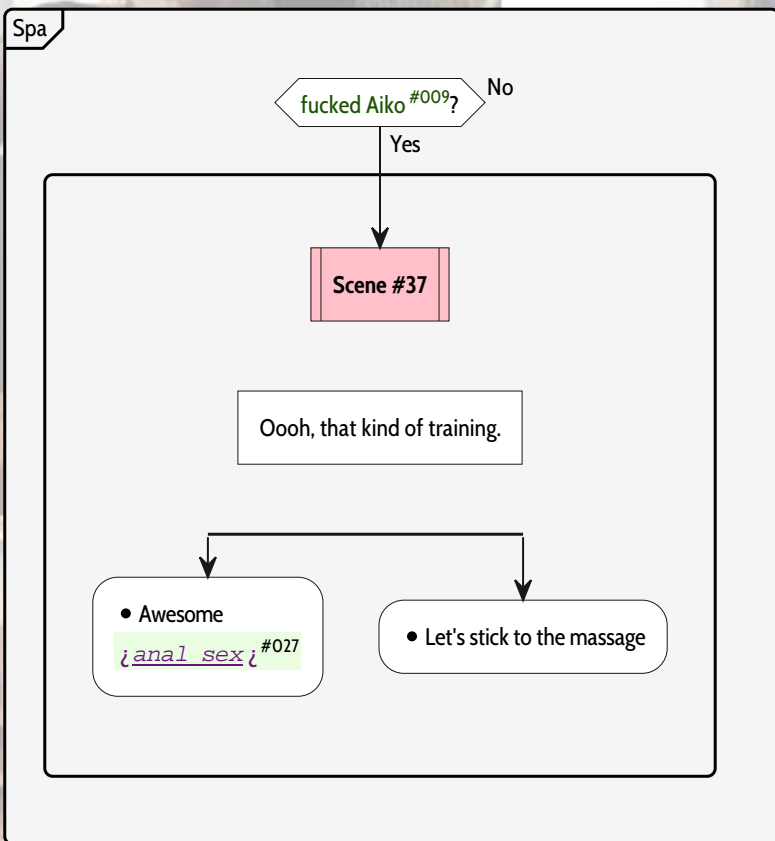 Spa
fucked Aiko #009?
No
Yes
Scene #37
Oooh, that kind of training.
• Awesome
¿anal sex¿#027
• Let's stick to the massage